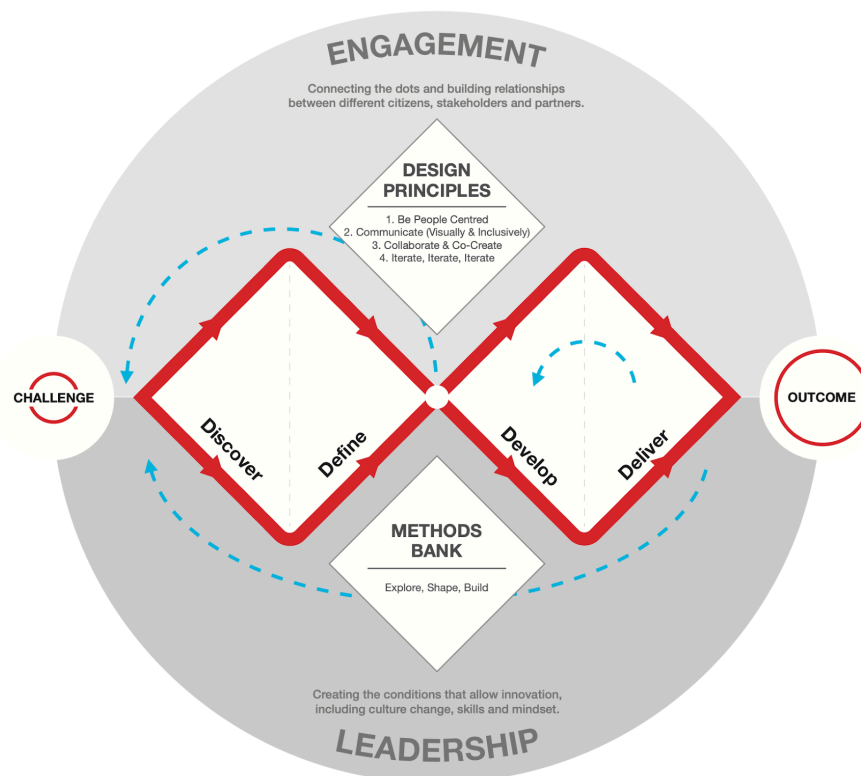 ENGAGEMENT
Connecting the dots and building relationships
between different citizens, stakeholders and partners.
DESIGN
PRINCIPLES
1. Be People Centred
2. Communicate (Visually & Inclusively)
3. Collaborate & Co-Create
4. Iterate, Iterate, Iterate
CHALLENGE
OUTCOME
Discover
Define
Develop
Deliver
METHODS
BANK
Explore, Shape, Build
Creating the conditions that allow innovation,
including culture change, skills and mindset.
LEADERSHIP